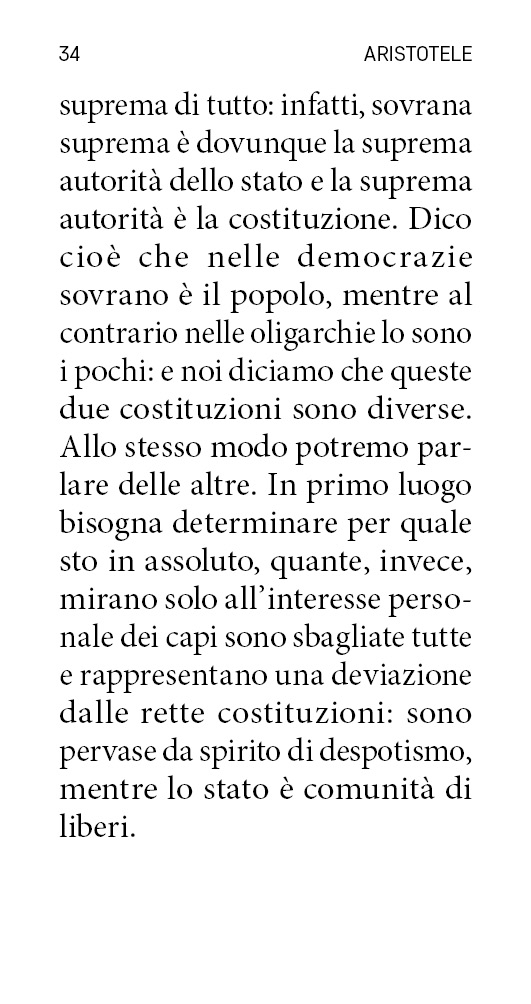 34 ARISTOTELE
suprema di tutto: infatti, sovrana
suprema è dovunque la suprema
autorità dello stato e la suprema
autorità è la costituzione. Dico
cioè che nelle democrazie
sovrano è il popolo, mentre al
contrario nelle oligarchie lo sono
i pochi: e noi diciamo che queste
due costituzioni sono diverse.
Allo stesso modo potremo par-
lare delle altre. In primo luogo
bisogna determinare per quale
sto in assoluto, quante, invece,
mirano solo all'interesse perso-
nale dei capi sono sbagliate tutte
e rappresentano una deviazione
dalle rette costituzioni: sono
pervase da spirito di despotismo,
mentre lo stato è comunità di
liberi.